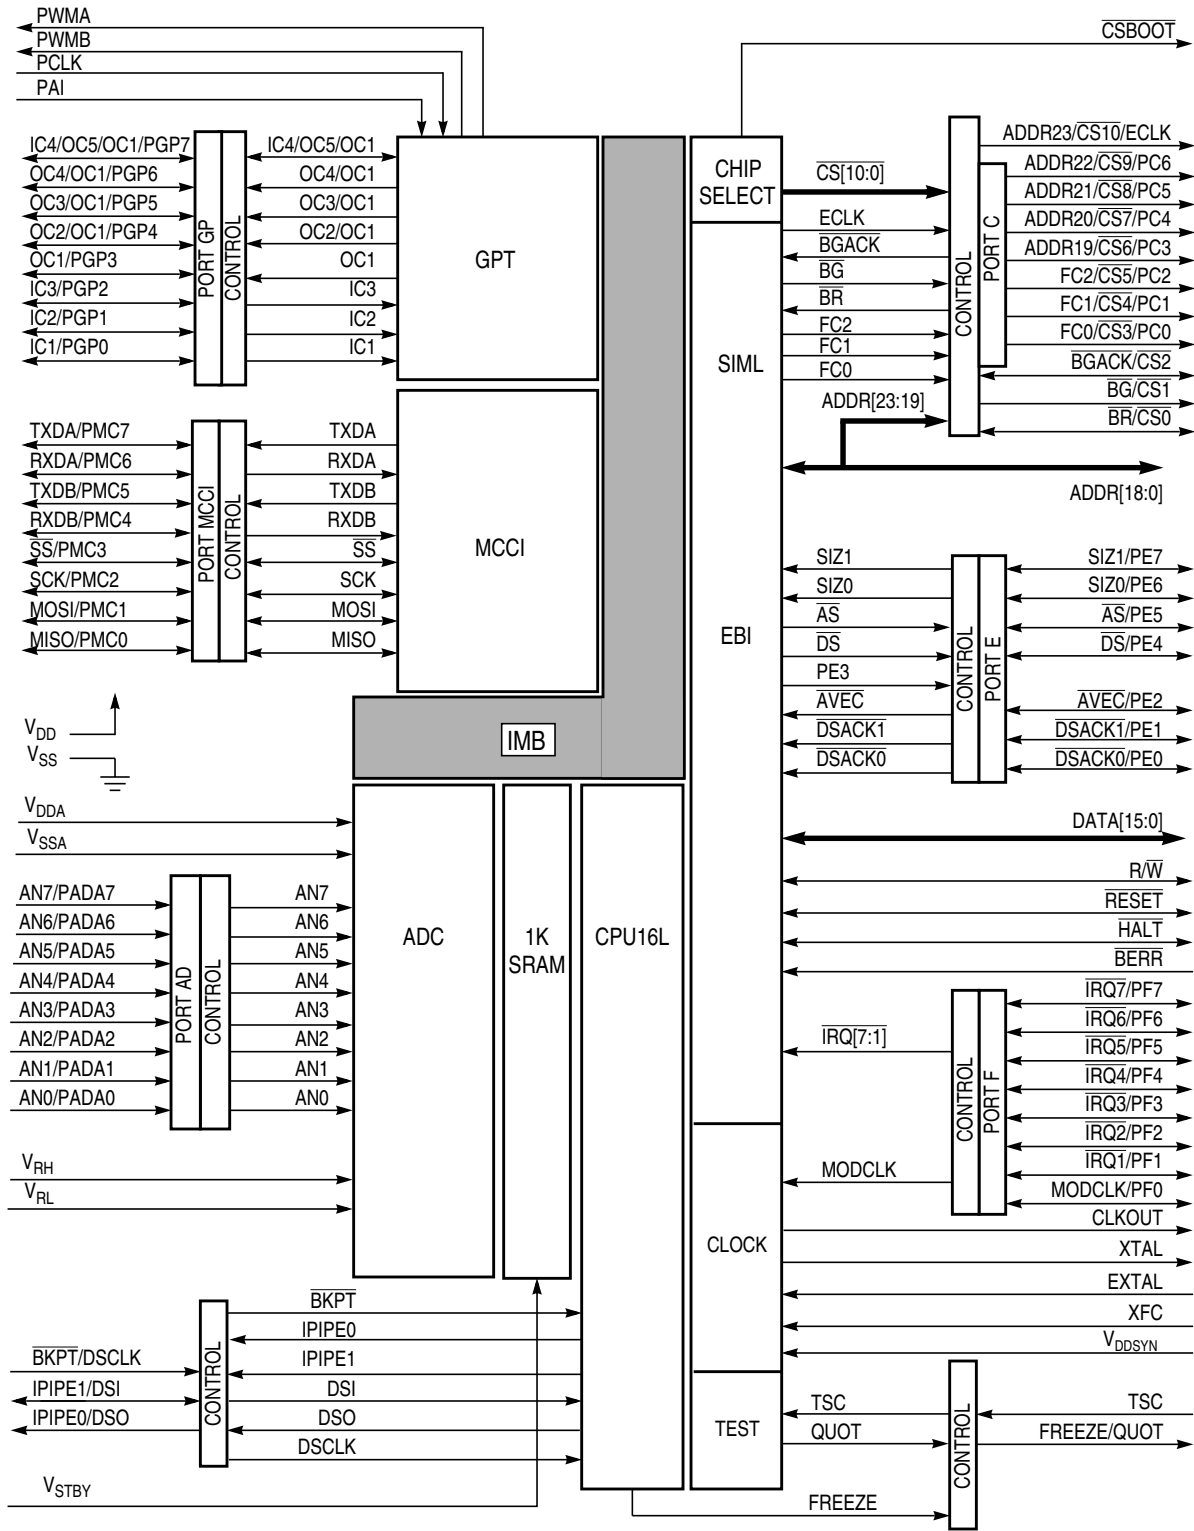 PWMA
PWMB
PCLK
PAI
CSBOOT
IC4/OC5/OC1/PGP7
OC4/OC1/PGP6
OC3/OC1/PGP5
OC2/OC1/PGP4
OC1/PGP3
IC3/PGP2
IC2/PGP1
IC1/PGP0
PORT GP
CONTROL
IC4/OC5/OC1
OC4/OC1
OC3/OC1
OC2/OC1
OC1
IC3
IC2
IC1
GPT
TXDA/PMC7
RXDA/PMC6
TXDB/PMC5
RXDB/PMC4
SS/PMC3
SCK/PMC2
MOSI/PMC1
MISO/PMC0
PORT MCCI
CONTROL
TXDA
RXDA
TXDB
RXDB
SS
SCK
MOSI
MISO
MCCI
IMB
VDD
VSS
VDDA
VSSA
AN7/PADA7
AN6/PADA6
AN5/PADA5
AN4/PADA4
AN3/PADA3
AN2/PADA2
AN1/PADA1
AN0/PADA0
PORT AD
CONTROL
AN7
AN6
AN5
AN4
AN3
AN2
AN1
AN0
VRH
VRL
ADC
1K
SRAM
CPU16L
BKPT/DSCLK
IPIPE1/DSI
IPIPE0/DSO
CONTROL
BKPT
IPIPE0
IPIPE1
DSI
DSO
DSCLK
VSTBY
CHIP
SELECT
SIML
EBI
CLOCK
TEST
CS[10:0]
ECLK
BGACK
BG
BR
FC2
FC1
FC0
ADDR[23:19]
CONTROL
PORT C
ADDR23/CS10/ECLK
ADDR22/CS9/PC6
ADDR21/CS8/PC5
ADDR20/CS7/PC4
ADDR19/CS6/PC3
FC2/CS5/PC2
FC1/CS4/PC1
FC0/CS3/PC0
BGACK/CS2
BG/CS1
BR/CS0
ADDR[18:0]
SIZ1
SIZ0
AS
DS
PE3
AVEC
DSACK1
DSACK0
CONTROL
PORT E
SIZ1/PE7
SIZ0/PE6
AS/PE5
DS/PE4
AVEC/PE2
DSACK1/PE1
DSACK0/PE0
DATA[15:0]
R/W
RESET
HALT
BERR
IRQ[7:1]
MODCLK
CONTROL
PORT F
IRQ7/PF7
IRQ6/PF6
IRQ5/PF5
IRQ4/PF4
IRQ3/PF3
IRQ2/PF2
IRQ1/PF1
MODCLK/PF0
CLKOUT
XTAL
EXTAL
XFC
VDDSYN
TSC
QUOT
FREEZE
CONTROL
TSC
FREEZE/QUOT